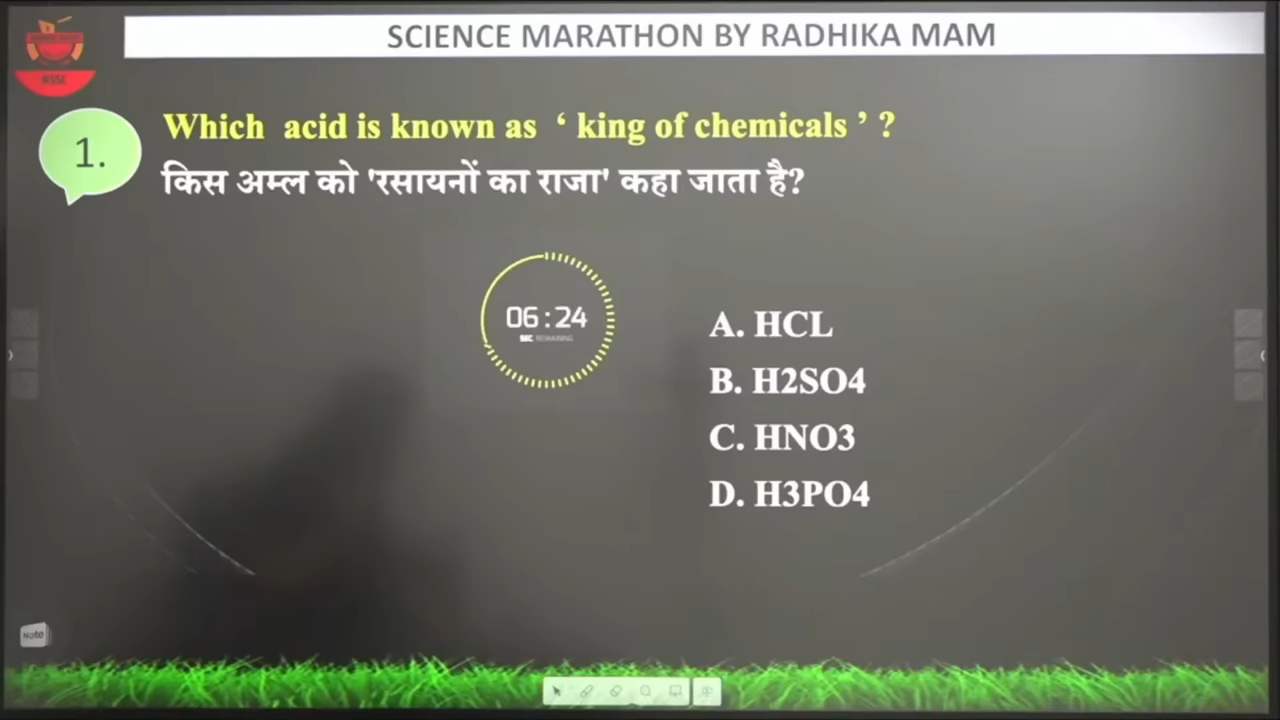 SCIENCE MARATHON BY RADHIKA MAM
HSSC
1.
Which acid is known as ‘ king of chemicals ’ ?
किस अम्ल को 'रसायनों का राजा' कहा जाता है?
06:24
SEC REMAINING
A. HCL
B. H2SO4
C. HNO3
D. H3PO4
Note